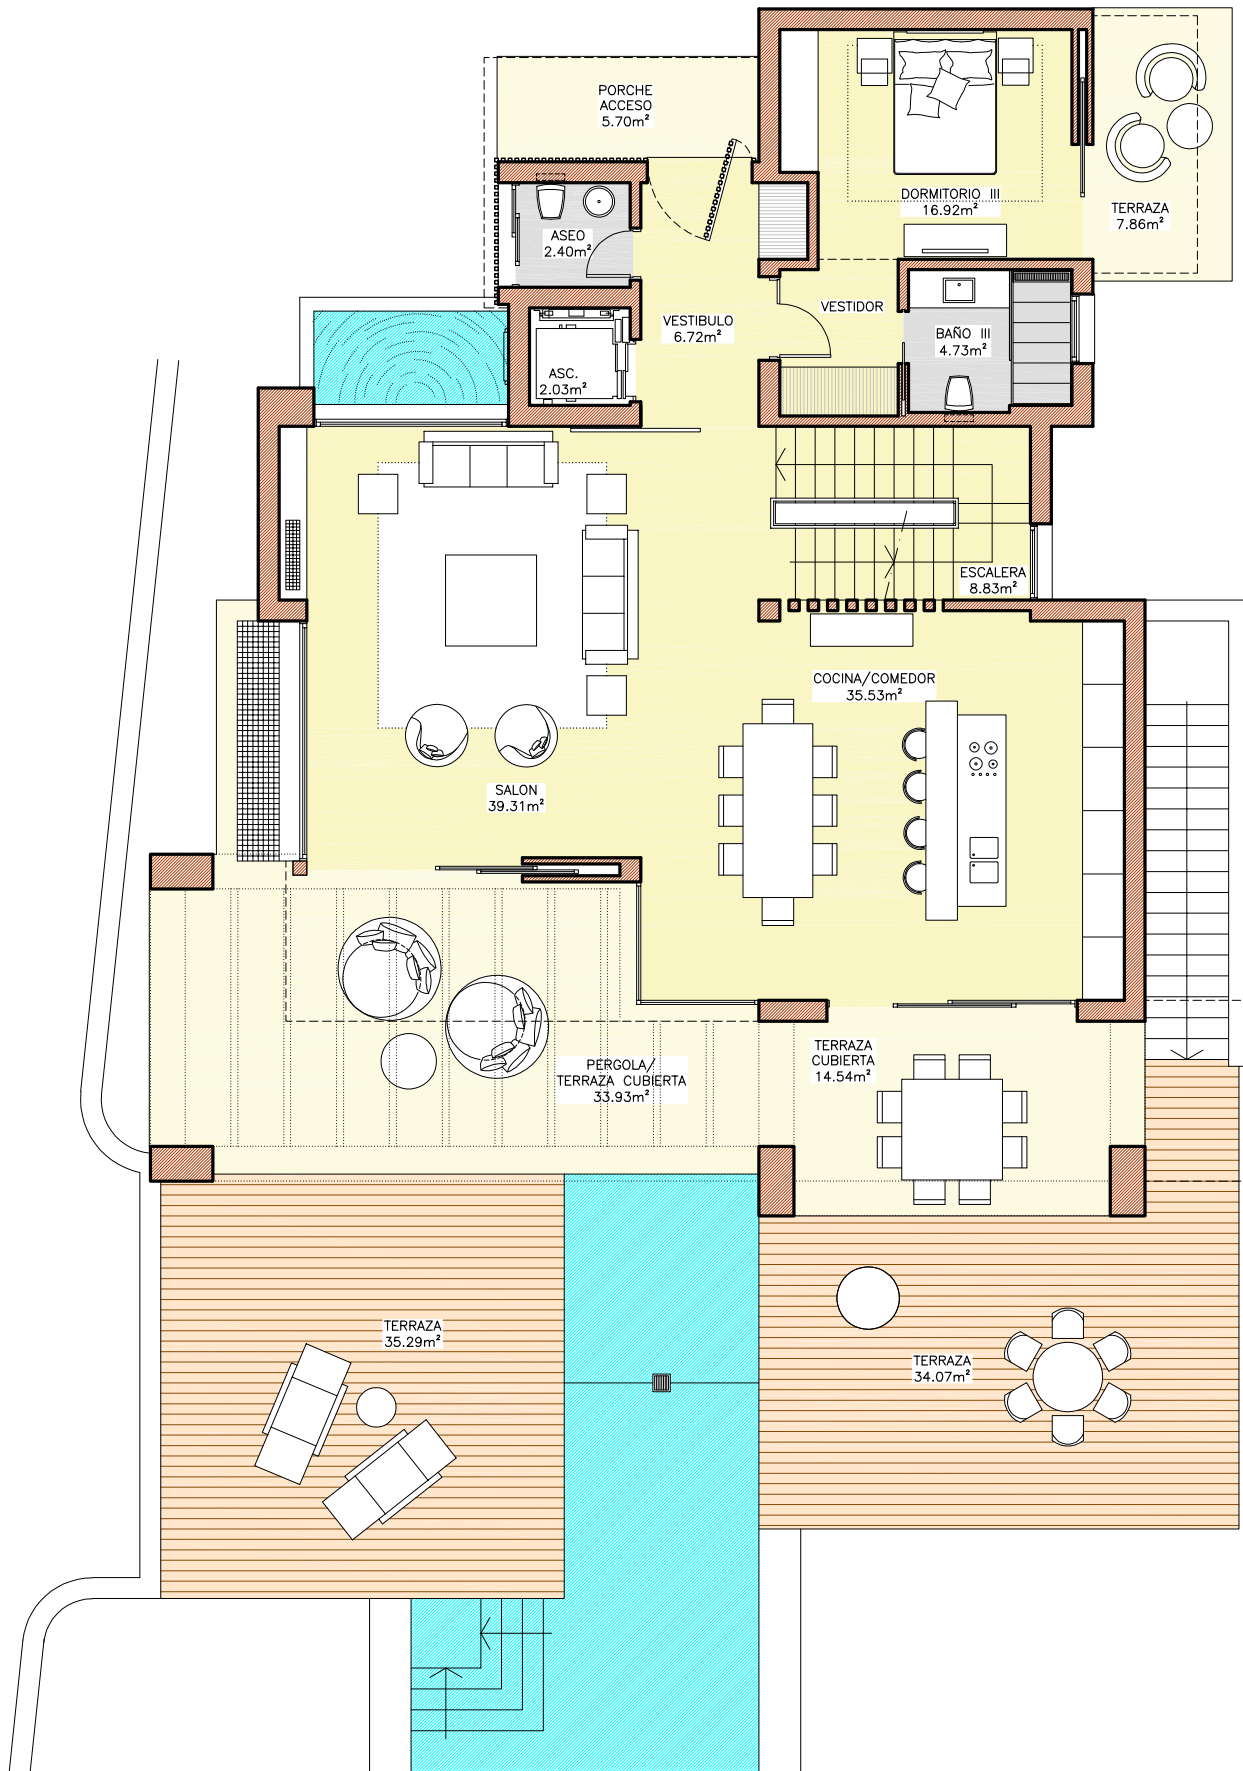 PORCHE
ACCESO
5.70m²
DORMITORIO III
16.92m²
TERRAZA
7.86m²
ASEO
2.40m²
VESTIBULO
6.72m²
VESTIDOR
BAÑO III
4.73m²
ASC.
2.03m²
ESCALERA
8.83m²
COCINA/COMEDOR
35.53m²
SALON
39.31m²
TERRAZA
CUBIERTA
14.54m²
PERGOLA/
TERRAZA CUBIERTA
33.93m²
TERRAZA
35.29m²
TERRAZA
34.07m²